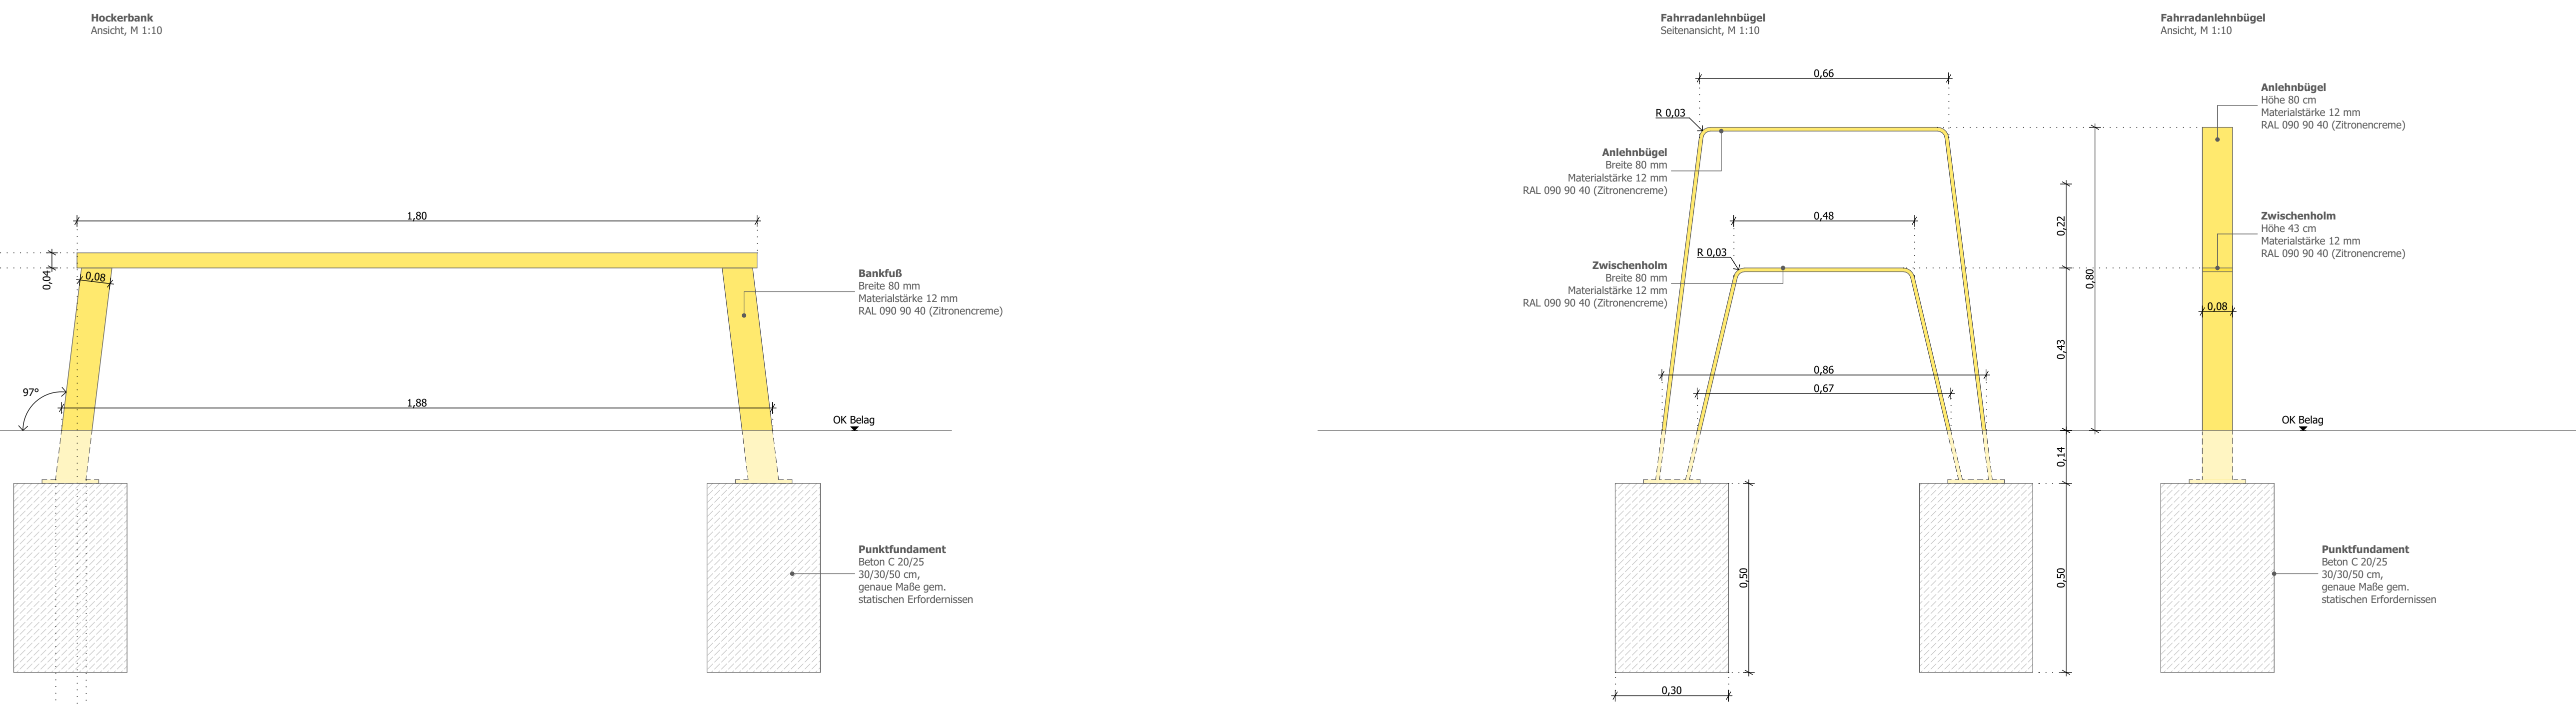 Hockerbank
Ansicht, M 1:10
1,80
0,04
0,08
97°
1,88
Bankfuß
Breite 80 mm
Materialstärke 12 mm
RAL 090 90 40 (Zitronencreme)
OK Belag
Punktfundament
Beton C 20/25
30/30/50 cm,
genaue Maße gem.
statischen Erfordernissen
Fahrradanlehnbügel
Seitenansicht, M 1:10
0,66
R 0,03
Anlehnbügel
Breite 80 mm
Materialstärke 12 mm
RAL 090 90 40 (Zitronencreme)
0,48
R 0,03
Zwischenholm
Breite 80 mm
Materialstärke 12 mm
RAL 090 90 40 (Zitronencreme)
0,86
0,67
0,22
0,80
0,43
0,14
0,50
0,50
0,30
Fahrradanlehnbügel
Ansicht, M 1:10
Anlehnbügel
Höhe 80 cm
Materialstärke 12 mm
RAL 090 90 40 (Zitronencreme)
Zwischenholm
Höhe 43 cm
Materialstärke 12 mm
RAL 090 90 40 (Zitronencreme)
0,08
OK Belag
Punktfundament
Beton C 20/25
30/30/50 cm,
genaue Maße gem.
statischen Erfordernissen